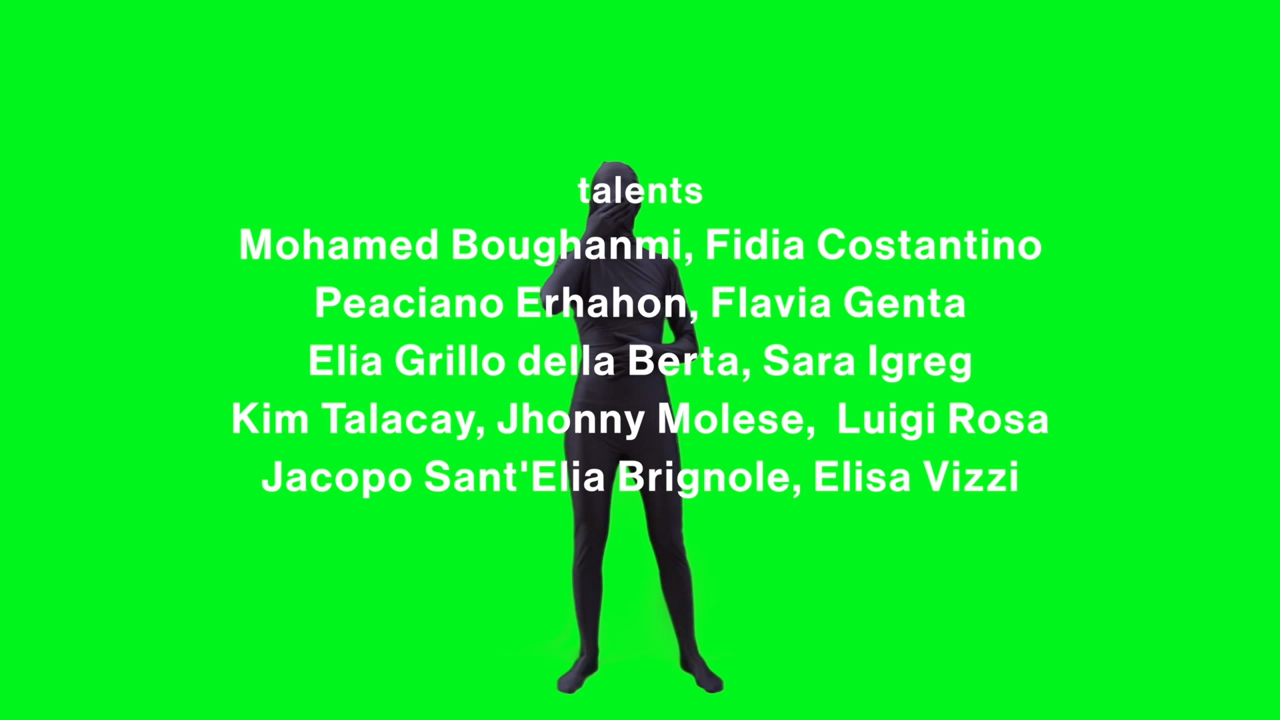 talents
Mohamed Boughanmi, Fidia Costantino
Peaciano Erhahon, Flavia Genta
Elia Grillo della Berta, Sara Igreg
Kim Talacay, Jhonny Molese,  Luigi Rosa
Jacopo Sant'Elia Brignole, Elisa Vizzi